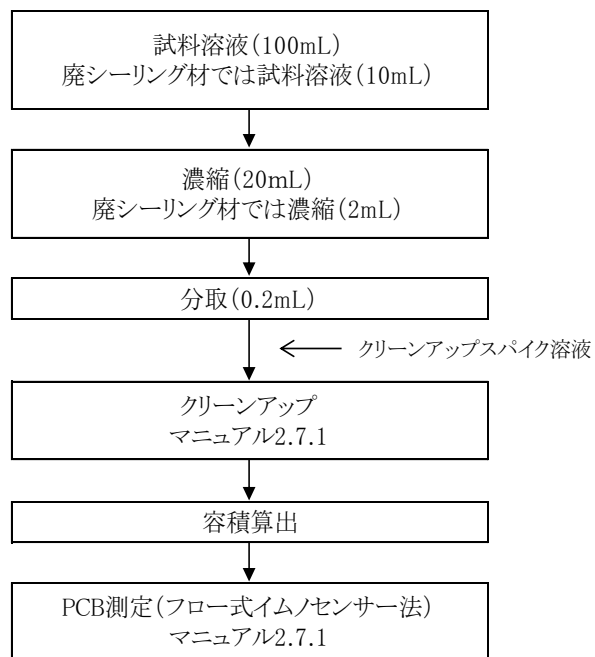 試料溶液(100mL)
廃シーリング材では試料溶液(10mL)
濃縮(20mL)
廃シーリング材では濃縮(2mL)
分取(0.2mL)
クリーンアップスパイク溶液
クリーンアップ
マニュアル2.7.1
容積算出
PCB測定(フロー式イムノセンサー法)
マニュアル2.7.1